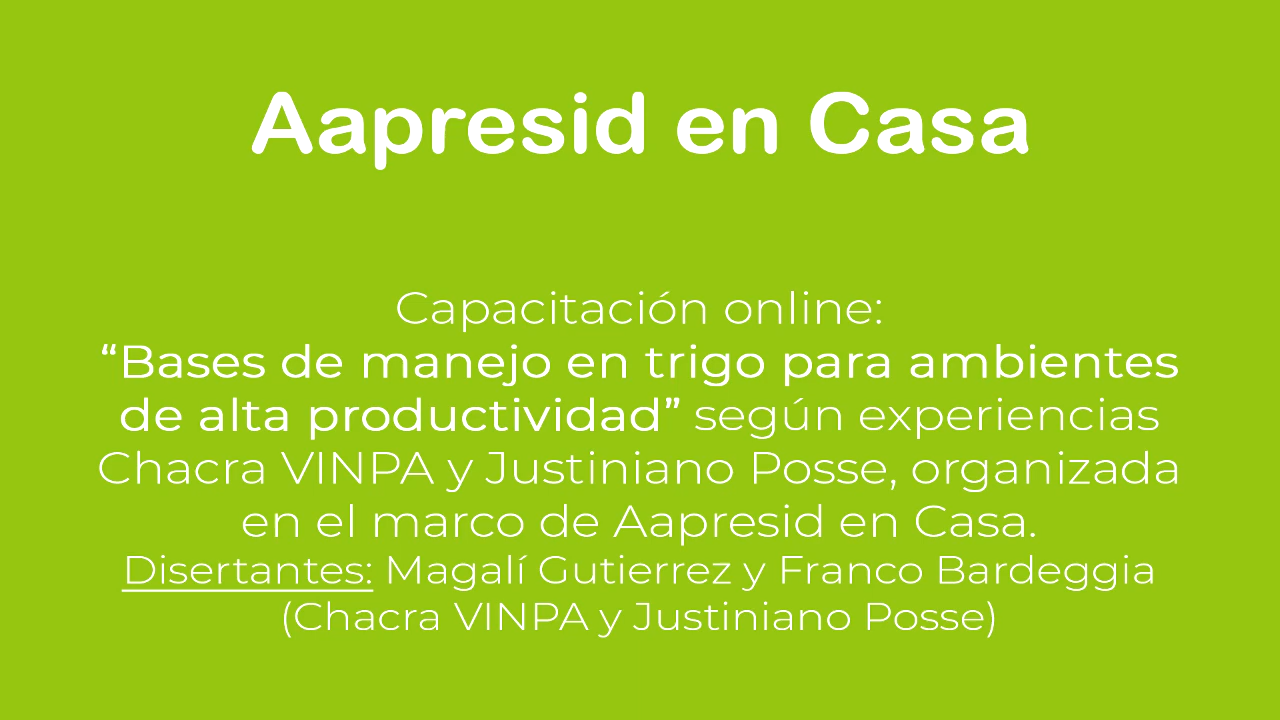 Aapresid en Casa
Capacitación online:
“Bases de manejo en trigo para ambientes
de alta productividad” según experiencias
Chacra VINPA y Justiniano Posse, organizada
en el marco de Aapresid en Casa.
Disertantes: Magalí Gutierrez y Franco Bardeggia
(Chacra VINPA y Justiniano Posse)